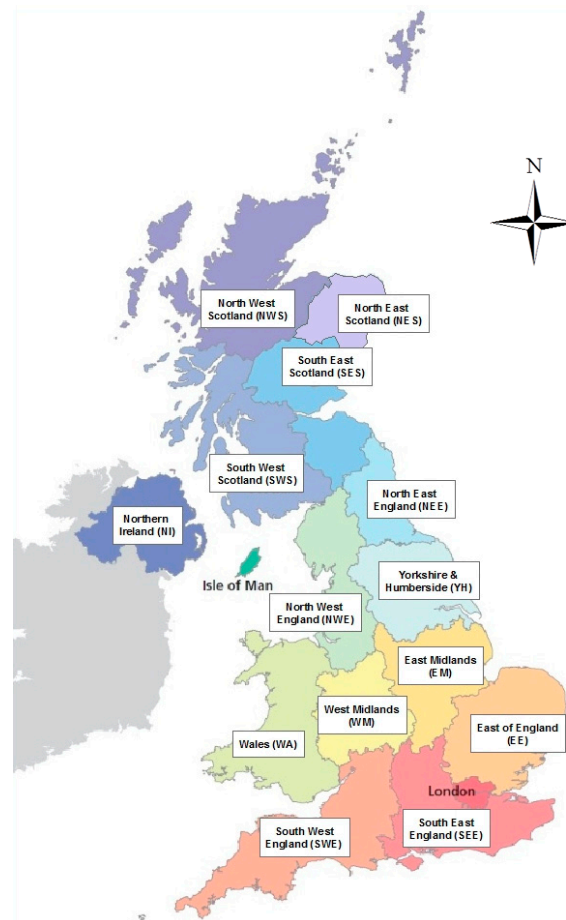 N
North West
Scotland (NWS)
North East
Scotland (NES)
South East
Scotland (SES)
South West
Scotland (SWS)
North East
England (NEE)
Northern
Ireland (NI)
Isle of Man
Yorkshire &
Humberside (YH)
North West
England (NWE)
East Midlands
(EM)
West Midlands
(WM)
East of England
(EE)
Wales (WA)
London
South West
England (SWE)
South East
England (SEE)